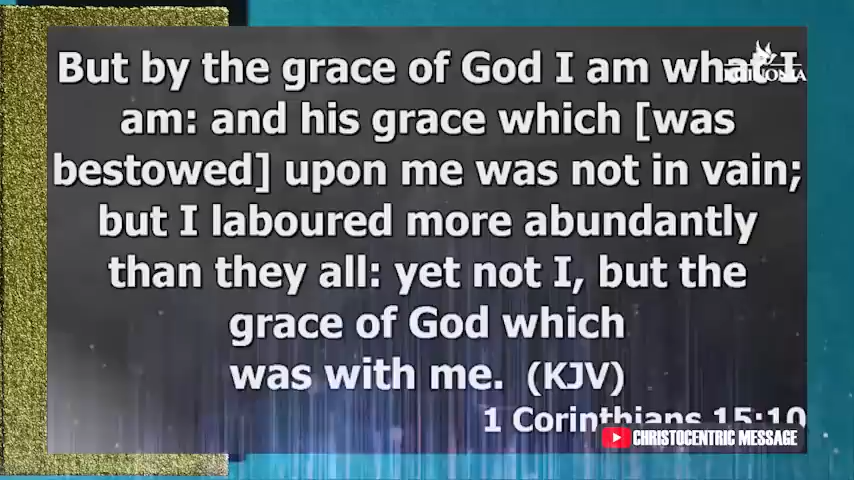 But by the grace of God I am what I
am: and his grace which [was
bestowed] upon me was not in vain;
but I laboured more abundantly
than they all: yet not I, but the
grace of God which
was with me. (KJV)
1 Corinthians 15:10
CHRISTOCENTRIC MESSAGE